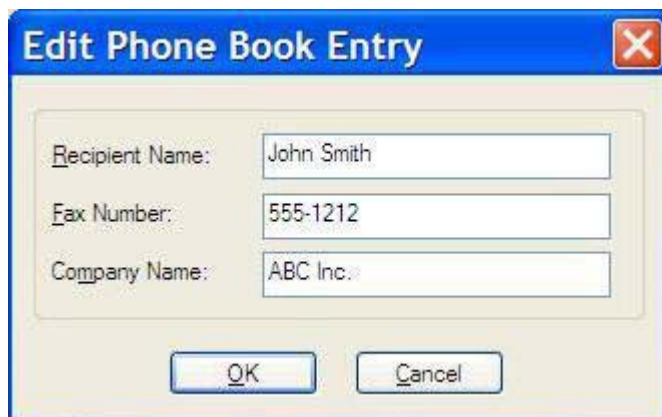 Edit Phone Book Entry
Recipient Name: John Smith
Fax Number: 555-1212
Company Name: ABC Inc.
OK Cancel